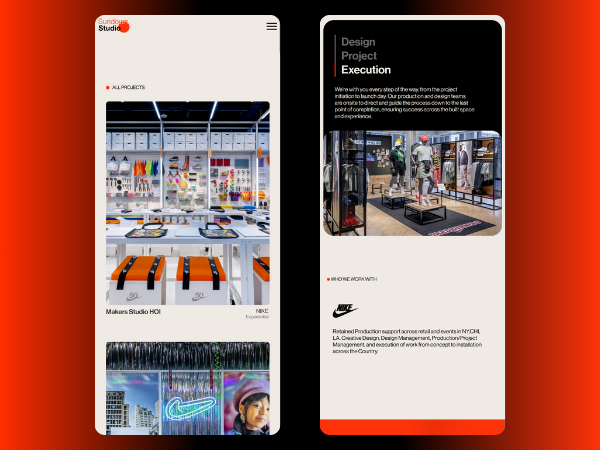 Sundown
Studio
ALL PROJECTS
Makers Studio HOI
NIKE
Experiential
Design
Project
Execution
We're with you every step of the way, from the project
initiation to launch day. Our production and design teams
are onsite to direct and guide the process down to the last
point of completion, ensuring success across the built space
and experience.
WHO WE WORK WITH
NIKE
Retained Production support across retail and events in NY,CHI,
LA. Creative Design, Design Management, Production/Project
Management, and execution of work from concept to installation
across the Country.